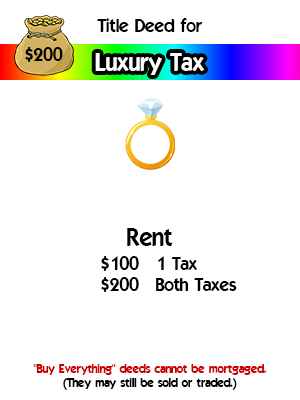 Title Deed for
$200
Luxury Tax
Rent
$100 1 Tax
$200 Both Taxes
"Buy Everything" deeds cannot be mortgaged.
(They may still be sold or traded.)